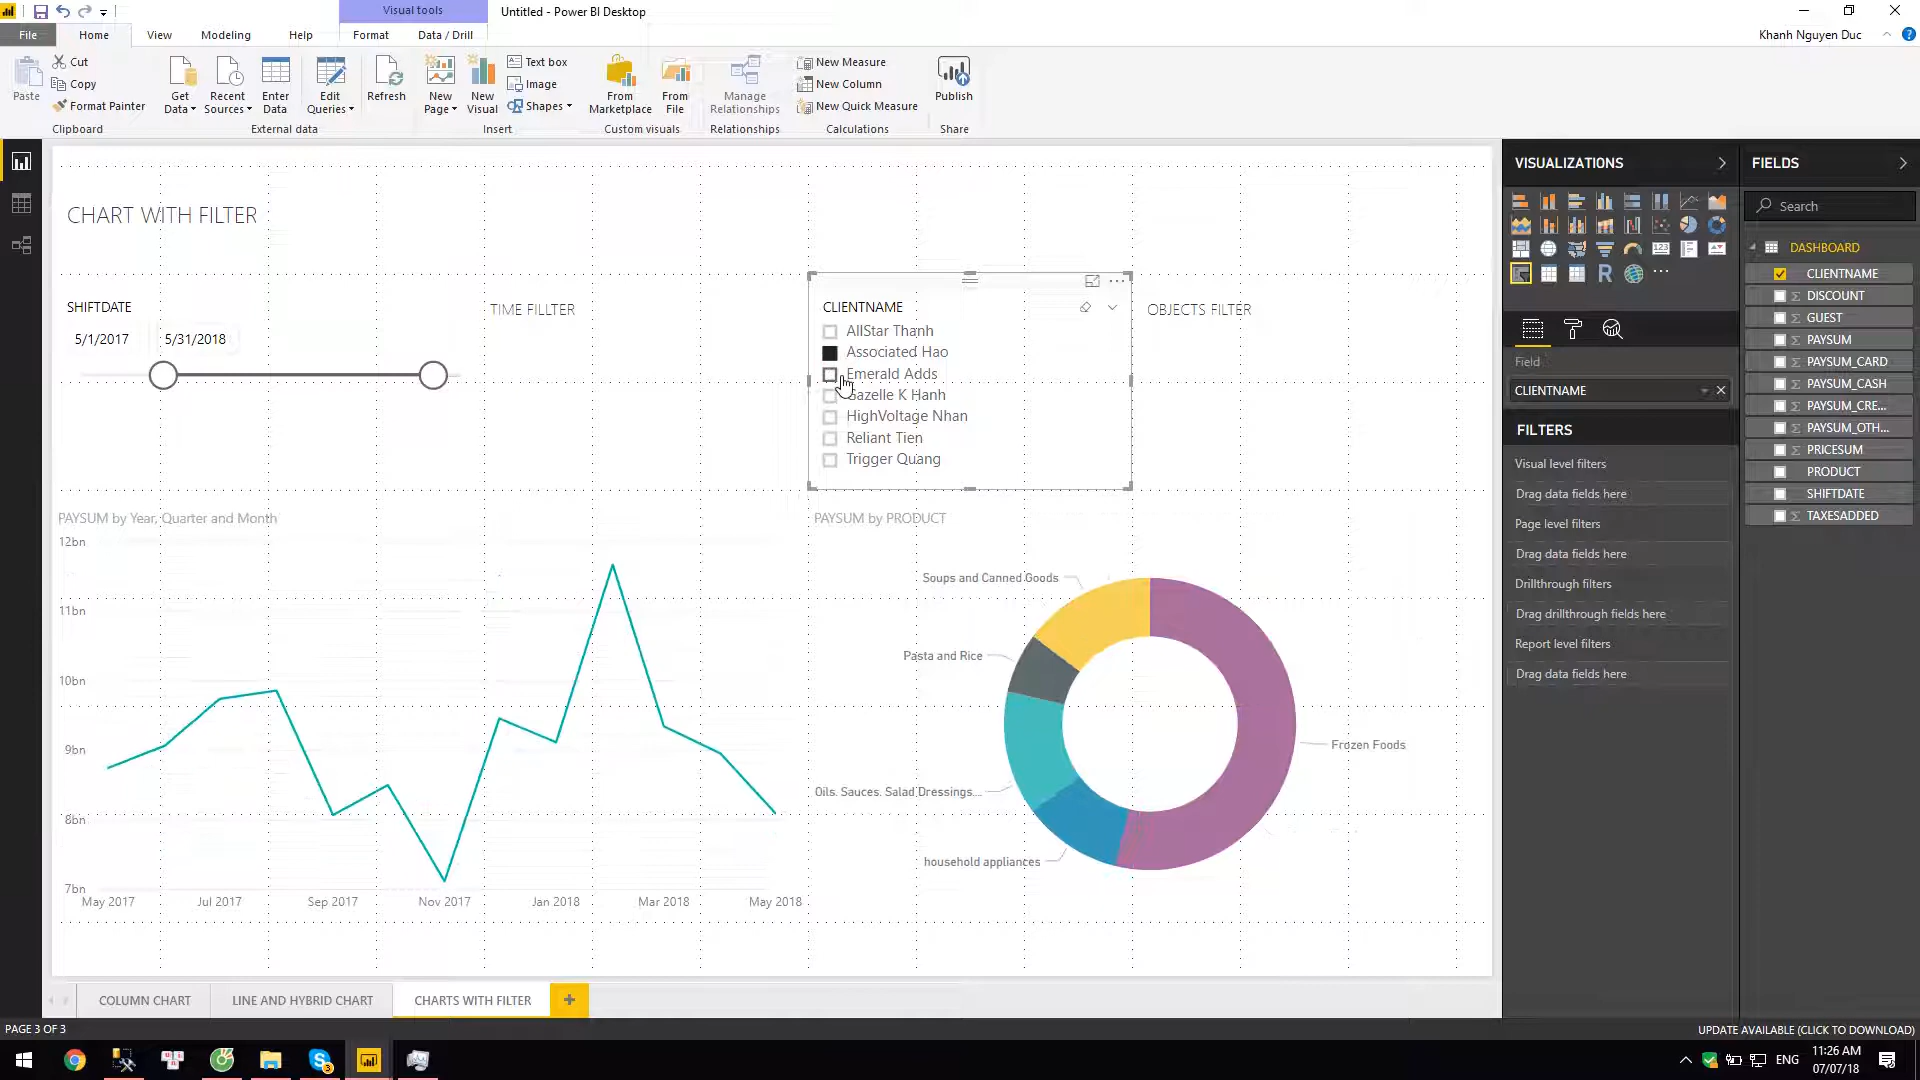 Visual tools
Untitled - Power BI Desktop
File
Home
View
Modeling
Help
Format
Data / Drill
Khanh Nguyen Duc
Paste
Cut
Copy
Format Painter
Clipboard
Get Data
Recent Sources
Enter Data
Edit Queries
External data
Refresh
New Page
New Visual
Text box
Image
Shapes
Insert
From Marketplace
From File
Custom visuals
Manage Relationships
Relationships
New Measure
New Column
New Quick Measure
Calculations
Publish
Share
CHART WITH FILTER
SHIFTDATE
5/1/2017
5/31/2018
TIME FILLTER
CLIENTNAME
AllStar Thanh
Associated Hao
Emerald Adds
Gazelle K Hanh
HighVoltage Nhan
Reliant Tien
Trigger Quang
OBJECTS FILTER
PAYSUM by Year, Quarter and Month
12bn
11bn
10bn
9bn
8bn
7bn
May 2017
Jul 2017
Sep 2017
Nov 2017
Jan 2018
Mar 2018
May 2018
PAYSUM by PRODUCT
Soups and Canned Goods
Pasta and Rice
Oils. Sauces. Salad Dressings....
household appliances
Frozen Foods
VISUALIZATIONS
Field
CLIENTNAME
FILTERS
Visual level filters
Drag data fields here
Page level filters
Drag data fields here
Drillthrough filters
Drag drillthrough fields here
Report level filters
Drag data fields here
FIELDS
Search
DASHBOARD
CLIENTNAME
DISCOUNT
GUEST
PAYSUM
PAYSUM_CARD
PAYSUM_CASH
PAYSUM_CRE...
PAYSUM_OTH...
PRICESUM
PRODUCT
SHIFTDATE
TAXESADDED
COLUMN CHART
LINE AND HYBRID CHART
CHARTS WITH FILTER
PAGE 3 OF 3
UPDATE AVAILABLE (CLICK TO DOWNLOAD)
ENG
11:26 AM
07/07/18